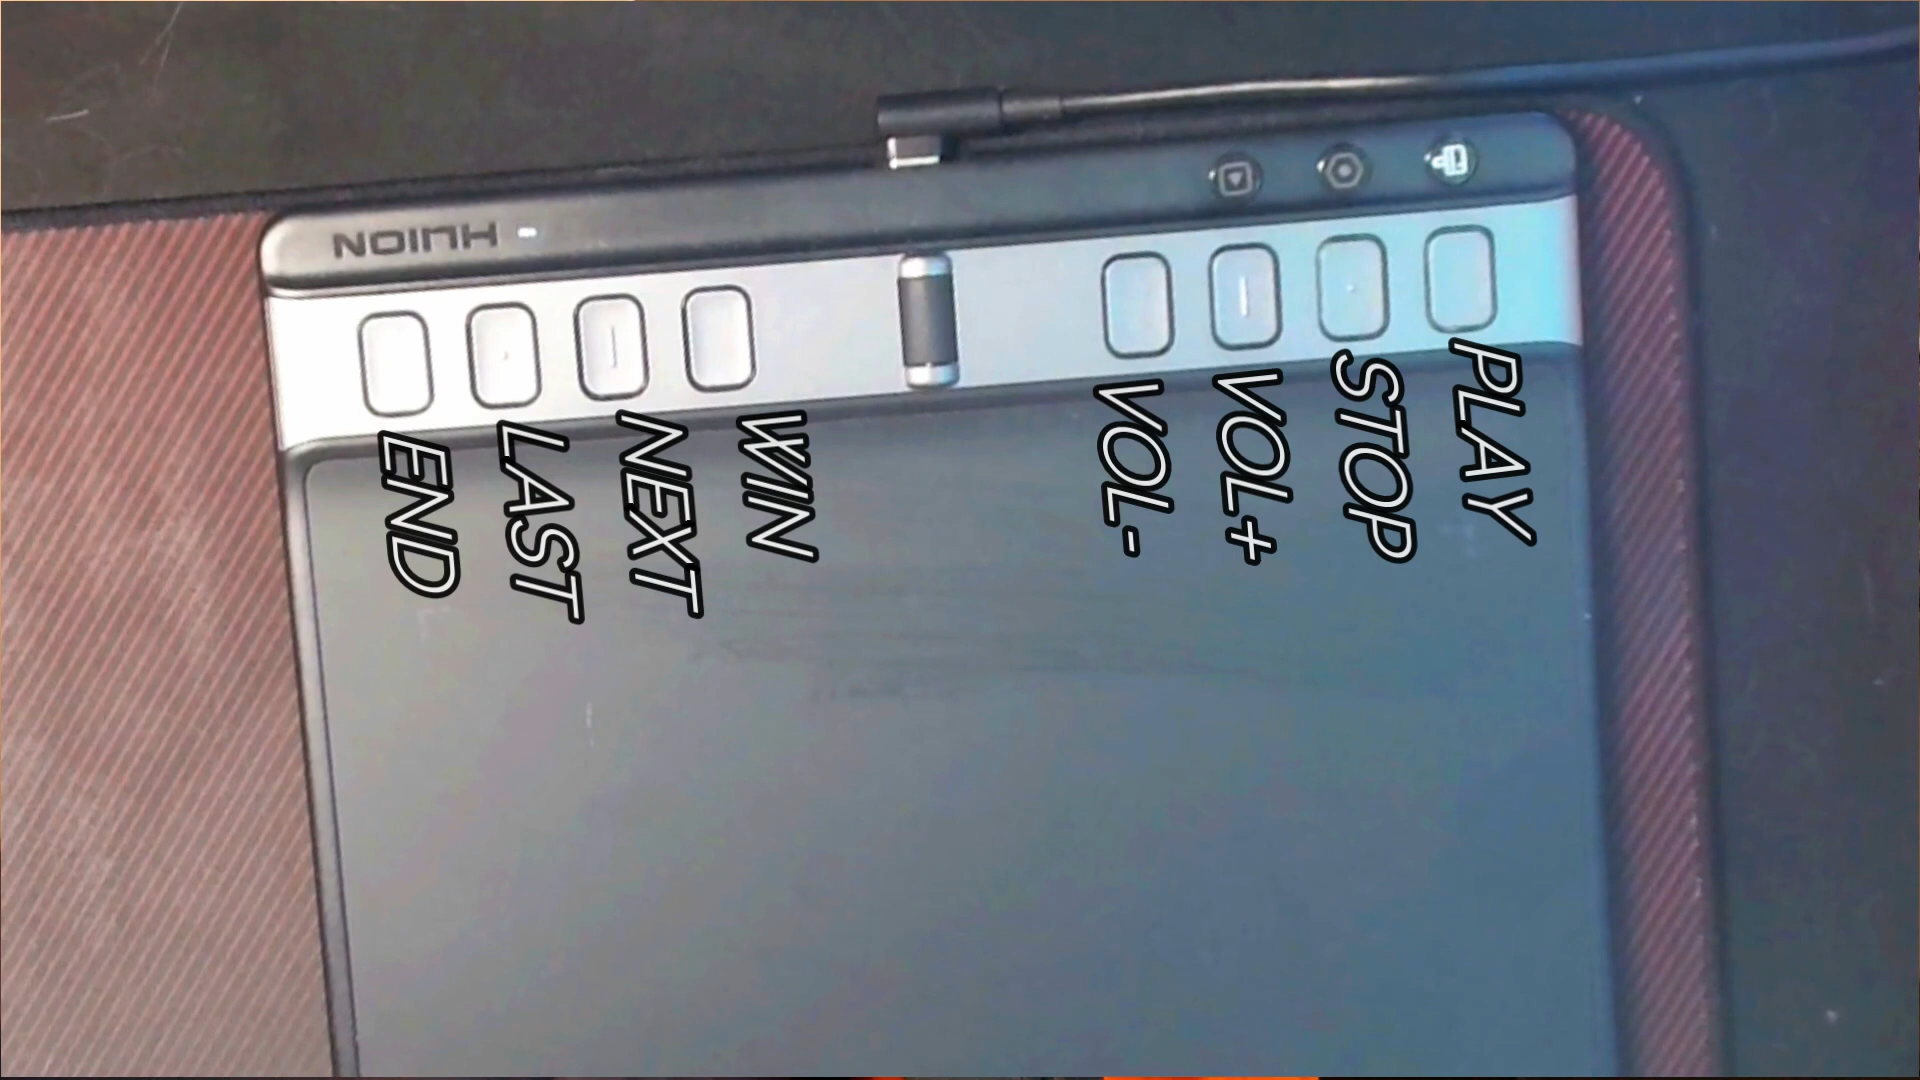 HUION
END
LAST
NEXT
WIN
VOL-
VOL+
STOP
PLAY